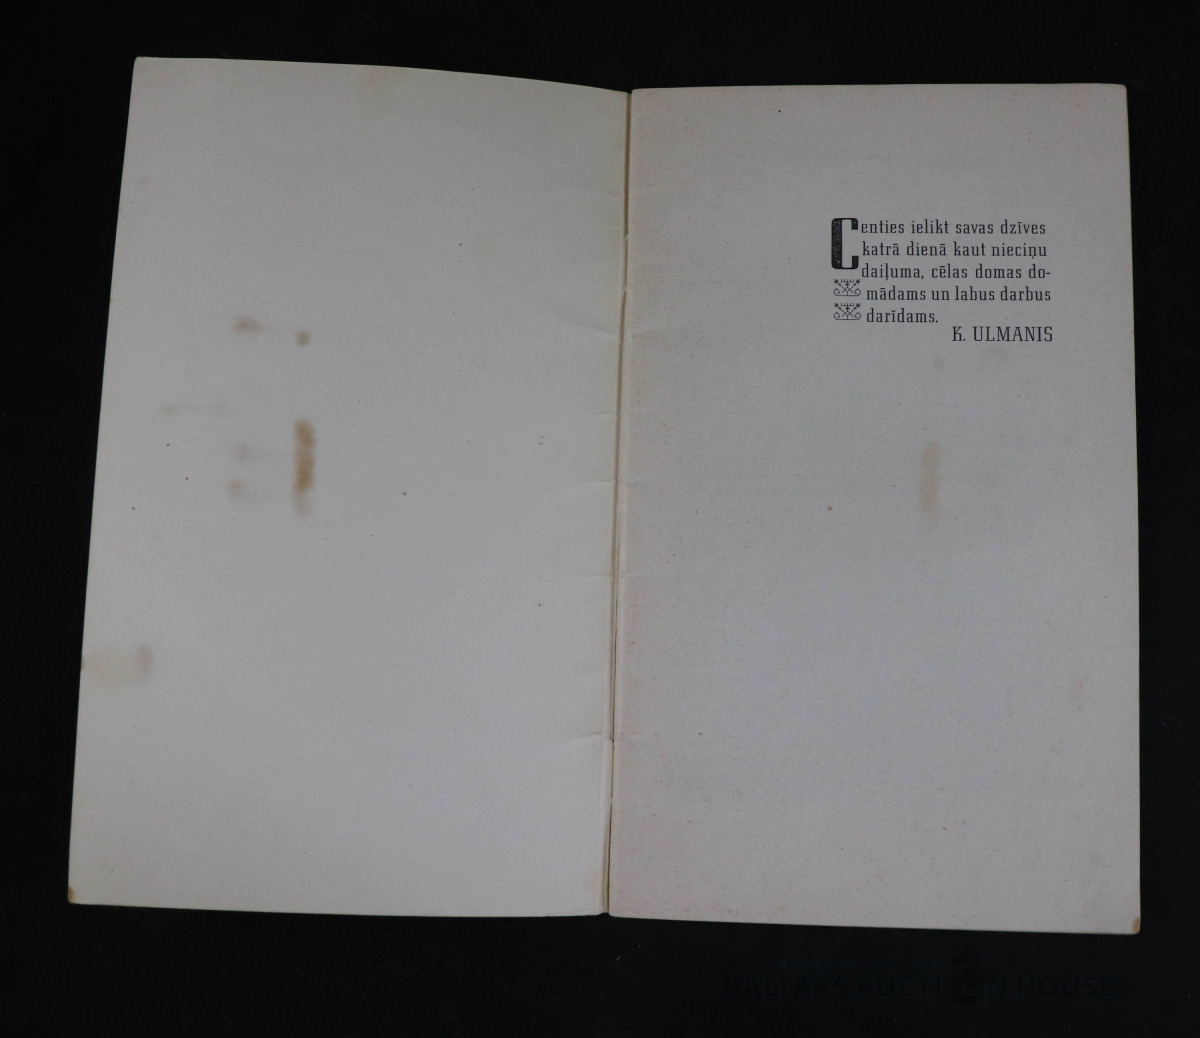 Centies ielikt savas dzīves
katrā dienā kaut nieciņu
daiļuma, cēlas domas do-
mādams un labus darbus
darīdams.
K. ULMANIS
BALTARS AUCTION HOUSE